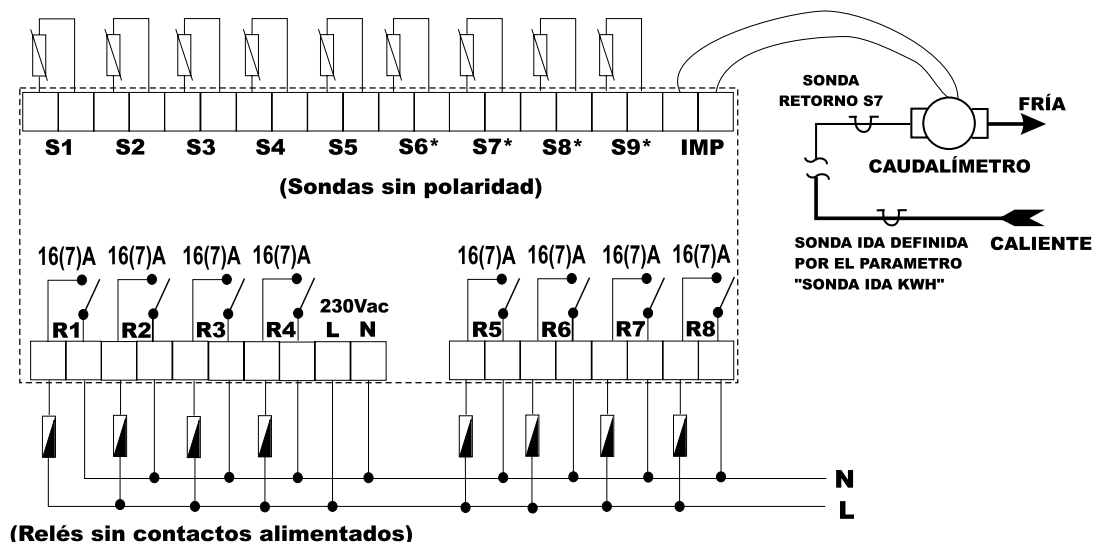 S1 S2 S3 S4 S5 S6* S7* S8* S9* IMP
(Sondas sin polaridad)
SONDA
RETORNO S7
FRÍA
CAUDALÍMETRO
SONDA IDA DEFINIDA
POR EL PARAMETRO
"SONDA IDA KWH"
CALIENTE
16(7)A 16(7)A 16(7)A 16(7)A 16(7)A 16(7)A 16(7)A 16(7)A
230Vac
R1 R2 R3 R4 L N R5 R6 R7 R8
N
L
(Relés sin contactos alimentados)